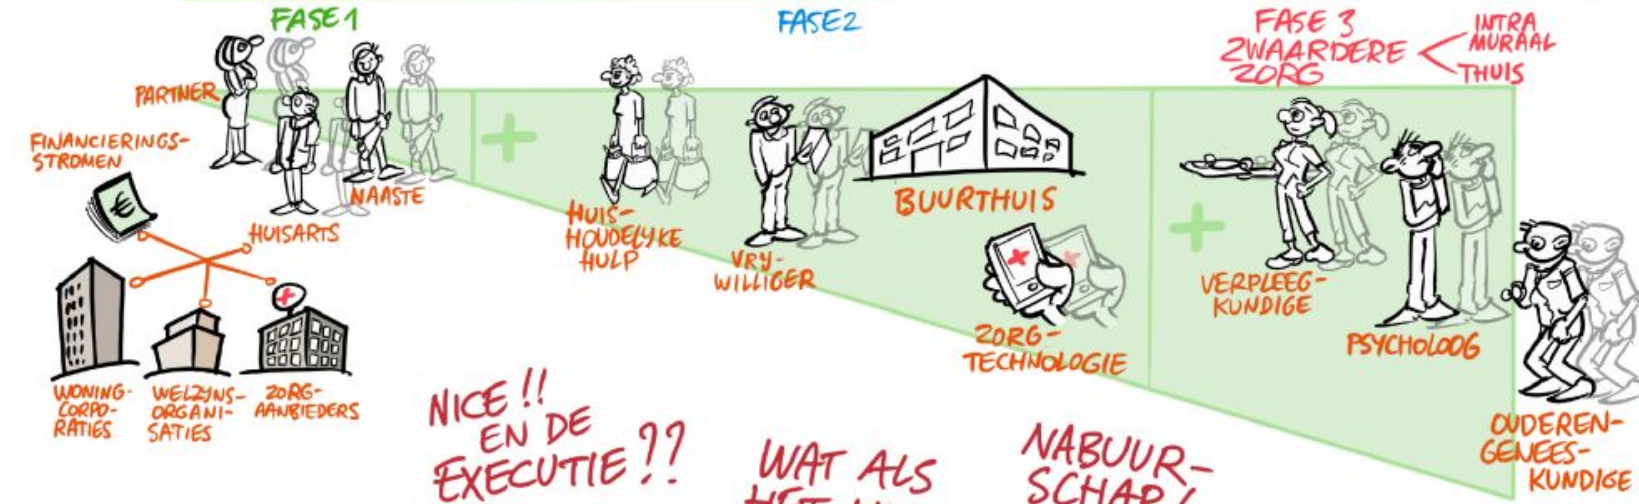 FASE 1
FASE 2
FASE 3
ZWAARDERE
ZORG
INTRA
MURAAL
THUIS
PARTNER
FINANCIERINGS-
STROMEN
€
NAASTE
HUISARTS
WONING-
CORPO-
RATIES
WELZIJNS-
ORGANI-
SATIES
ZORG-
AANBIEDERS
+
HUIS-
HOUDELIJKE
HULP
VRIJ-
WILLIGER
BUURTHUIS
ZORG-
TECHNOLOGIE
+
VERPLEEG-
KUNDIGE
PSYCHOLOOG
OUDEREN-
GENEES-
KUNDIGE
NICE!!
EN DE
EXECUTIE??
WAT ALS
NABUUR-